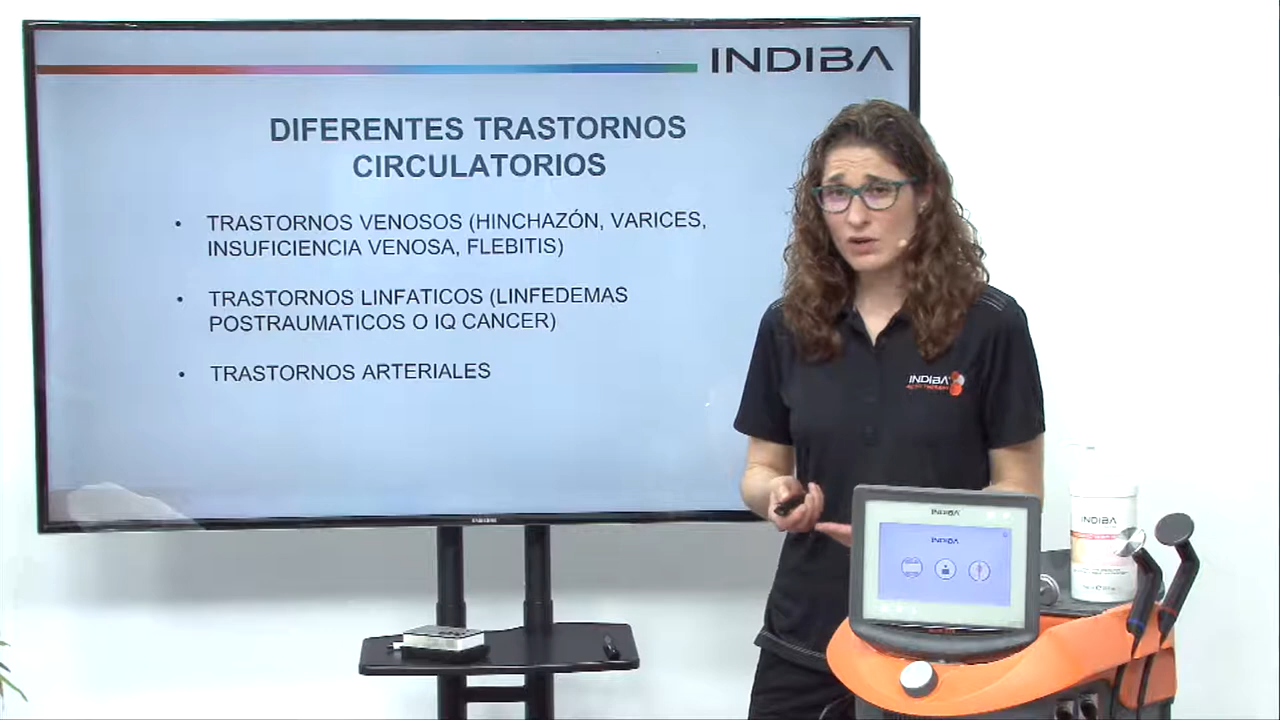 INDIBA
DIFERENTES TRASTORNOS
CIRCULATORIOS
• TRASTORNOS VENOSOS (HINCHAZÓN, VARICES,
INSUFICIENCIA VENOSA, FLEBITIS)
• TRASTORNOS LINFATICOS (LINFEDEMAS
POSTRAUMATICOS O IQ CANCER)
• TRASTORNOS ARTERIALES
INDIBA
INDIBA
INDIBA
INDIBA